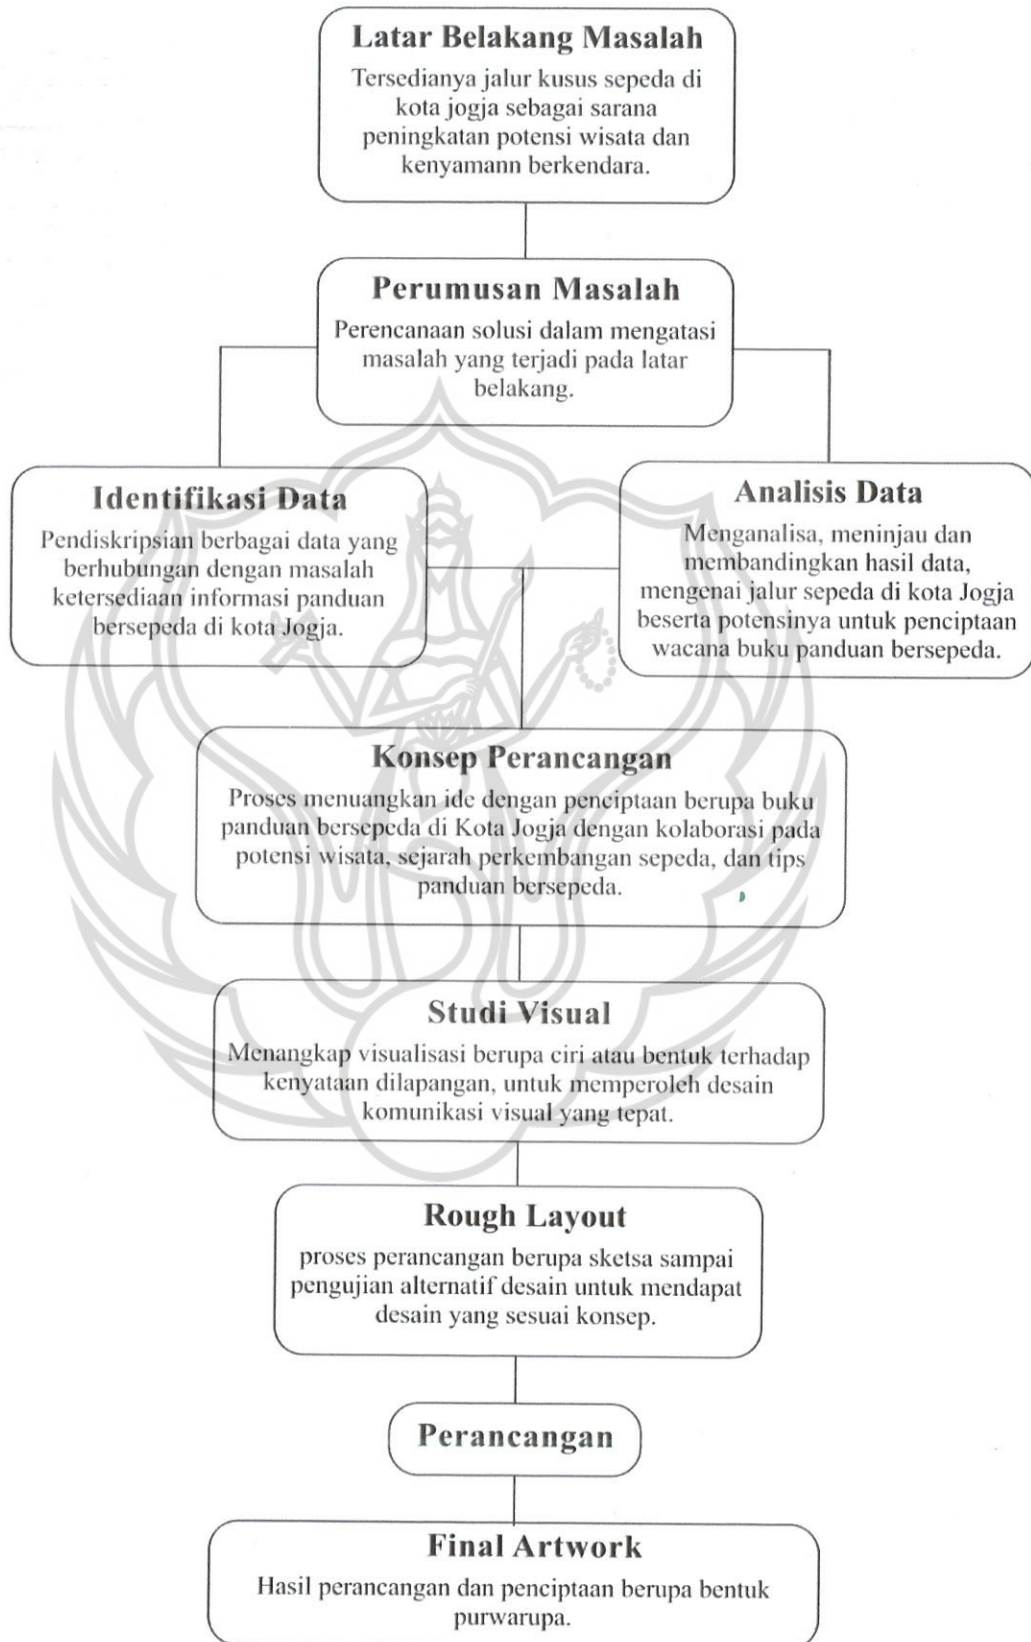 Latar Belakang Masalah
Tersedianya jalur kusus sepeda di
kota jogja sebagai sarana
peningkatan potensi wisata dan
kenyamann berkendara.
Perumusan Masalah
Perencanaan solusi dalam mengatasi
masalah yang terjadi pada latar
belakang.
Identifikasi Data
Pendiskripsian berbagai data yang
berhubungan dengan masalah
ketersediaan informasi panduan
bersepeda di kota Jogja.
Analisis Data
Menganalisa, meninjau dan
membandingkan hasil data,
mengenai jalur sepeda di kota Jogja
beserta potensinya untuk penciptaan
wacana buku panduan bersepeda.
Konsep Perancangan
Proses menuangkan ide dengan penciptaan berupa buku
panduan bersepeda di Kota Jogja dengan kolaborasi pada
potensi wisata, sejarah perkembangan sepeda, dan tips
panduan bersepeda.
Studi Visual
Menangkap visualisasi berupa ciri atau bentuk terhadap
kenyataan dilapangan, untuk memperoleh desain
komunikasi visual yang tepat.
Rough Layout
proses perancangan berupa sketsa sampai
pengujian alternatif desain untuk mendapat
desain yang sesuai konsep.
Perancangan
Final Artwork
Hasil perancangan dan penciptaan berupa bentuk
purwarupa.